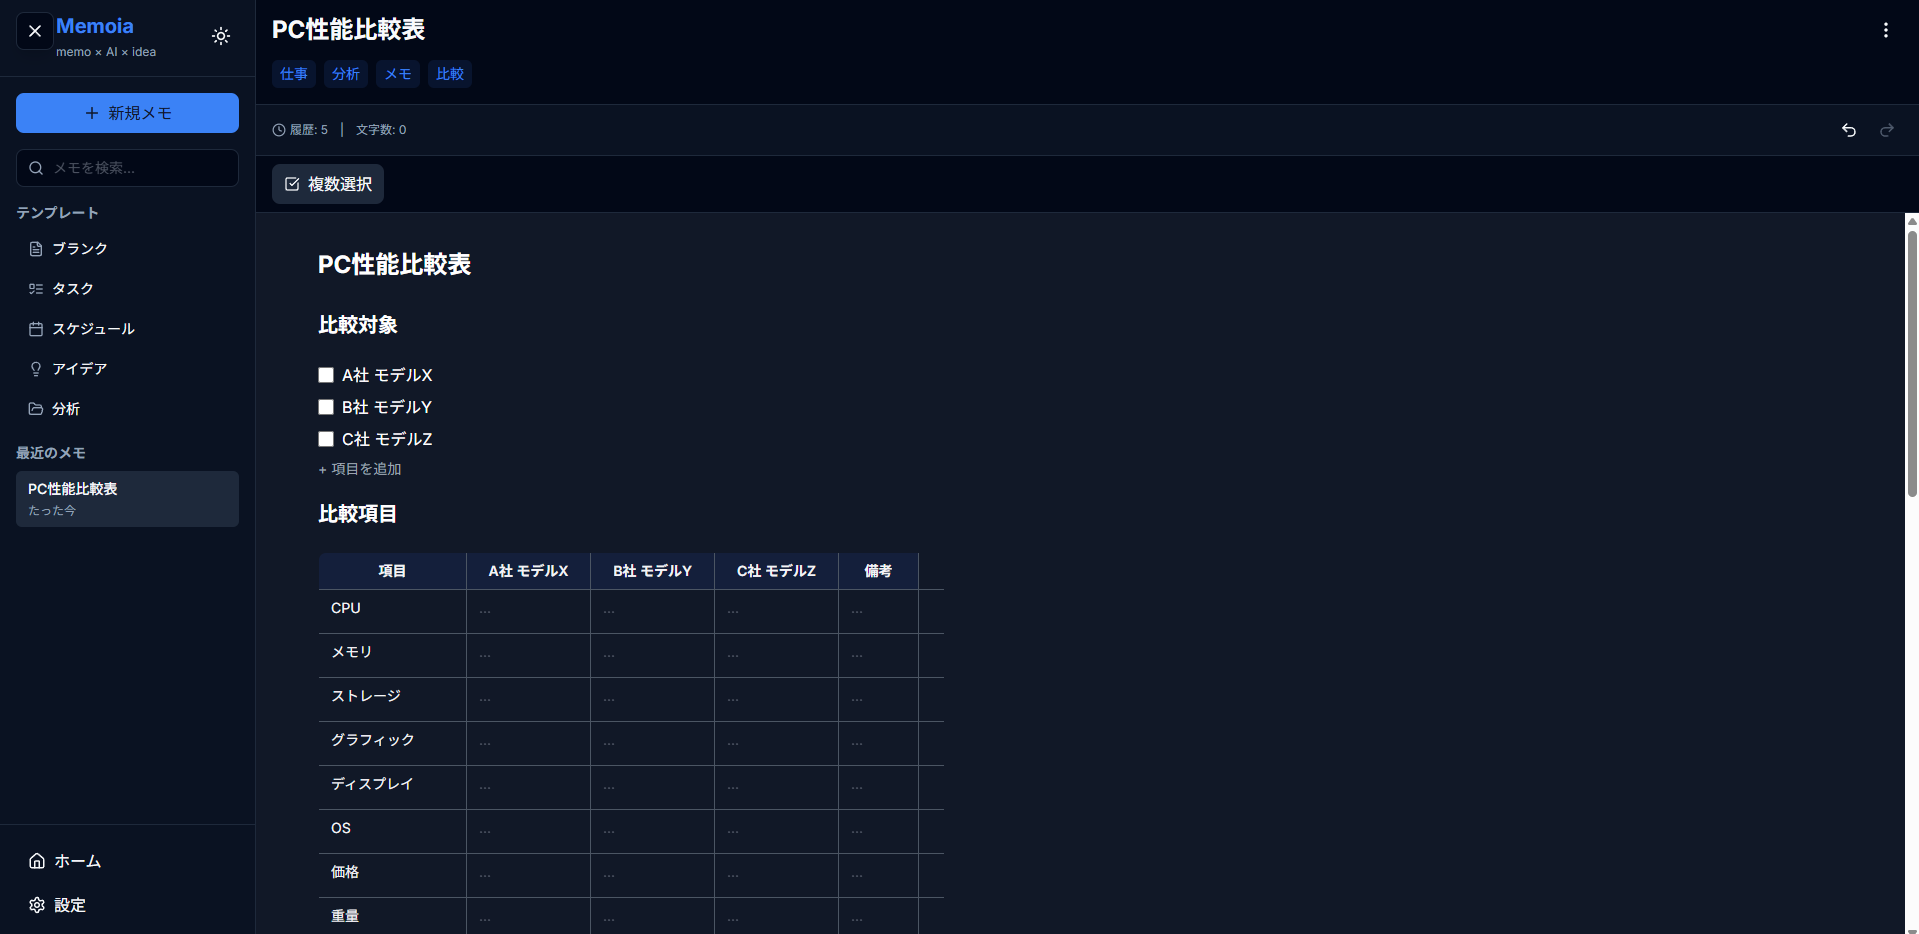 Memoia
memo × AI × idea
+ 新規メモ
メモを検索...
テンプレート
ブランク
タスク
スケジュール
アイデア
分析
最近のメモ
PC性能比較表
たった今
ホーム
設定
PC性能比較表
仕事 分析 メモ 比較
履歴: 5 | 文字数: 0
複数選択
PC性能比較表
比較対象
A社 モデルX
B社 モデルY
C社 モデルZ
+ 項目を追加
比較項目
項目 A社 モデルX B社 モデルY C社 モデルZ 備考
CPU ... ... ... ...
メモリ ... ... ... ...
ストレージ ... ... ... ...
グラフィック ... ... ... ...
ディスプレイ ... ... ... ...
OS ... ... ... ...
価格 ... ... ... ...
重量 ... ... ... ...